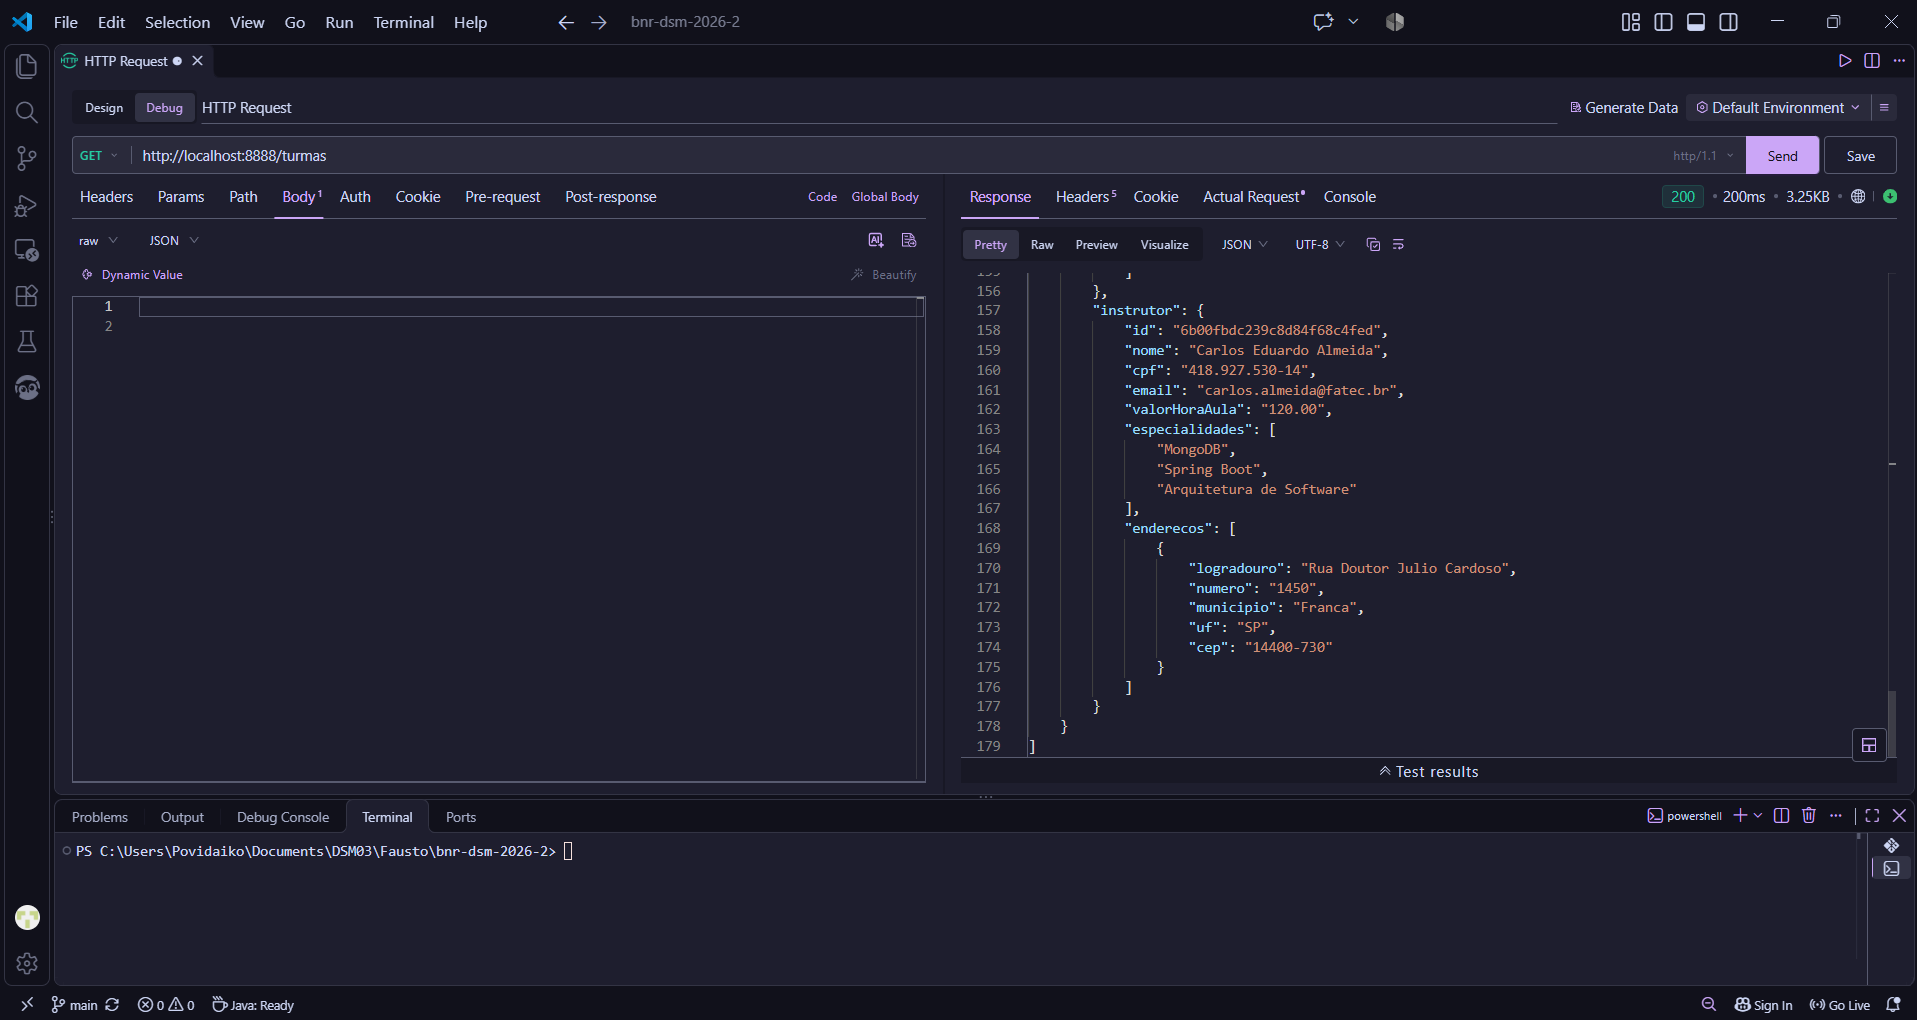 File Edit Selection View Go Run Terminal Help
bnr-dsm-2026-2
HTTP HTTP Request
Design Debug HTTP Request
Generate Data Default Environment
GET http://localhost:8888/turmas http/1.1 Send Save
Headers Params Path Body 1 Auth Cookie Pre-request Post-response Code Global Body
Response Headers 5 Cookie Actual Request Console 200 • 200ms • 3.25KB
raw JSON AI
Pretty Raw Preview Visualize JSON UTF-8
Dynamic Value Beautify
1
2
155 ]
156 },
157 "instrutor": {
158 "id": "6b00fbdc239c8d84f68c4fed",
159 "nome": "Carlos Eduardo Almeida",
160 "cpf": "418.927.530-14",
161 "email": "carlos.almeida@fatec.br",
162 "valorHoraAula": "120.00",
163 "especialidades": [
164 "MongoDB",
165 "Spring Boot",
166 "Arquitetura de Software"
167 ],
168 "enderecos": [
169 {
170 "logradouro": "Rua Doutor Julio Cardoso",
171 "numero": "1450",
172 "municipio": "Franca",
173 "uf": "SP",
174 "cep": "14400-730"
175 }
176 ]
177 }
178 }
179 ]
Test results
Problems Output Debug Console Terminal Ports
powershell
PS C:\Users\Povidaiko\Documents\DSM03\Fausto\bnr-dsm-2026-2>
main 0 0 Java: Ready
Sign In Go Live